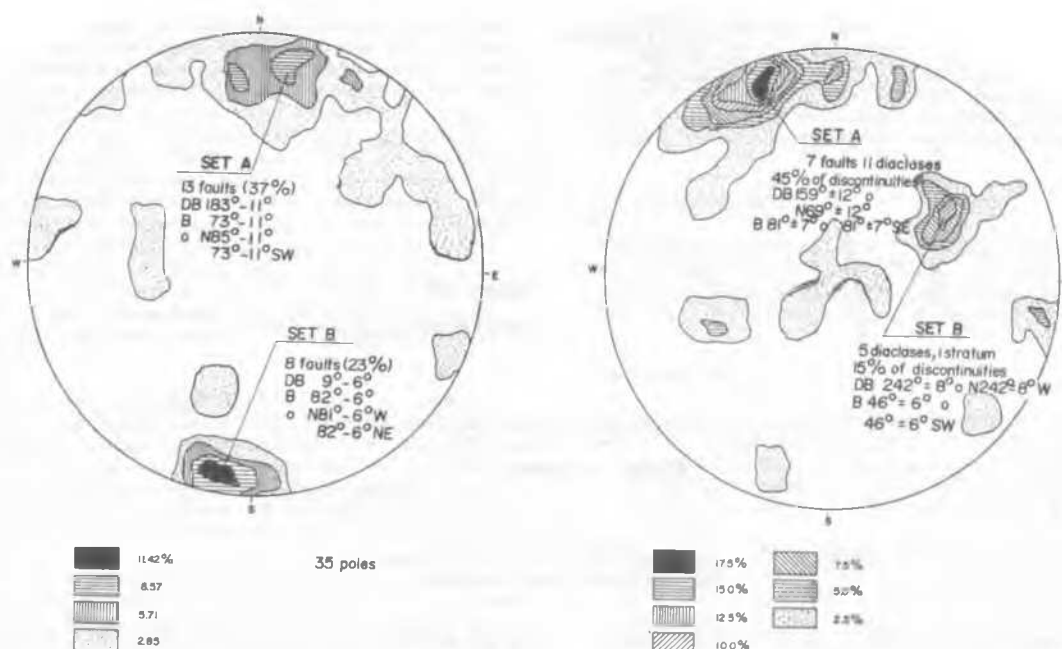 N
SET A
13 faults (37%)
DB 183°-11°
B 73°-11°
o N85°-11°
73°-11°SW
W
E
SET B
8 faults (23%)
DB 9°-6°
B 82°-6°
o N81°-6°W
82°-6°NE
S
11.42%
8.57
5.71
2.85
35 poles
N
SET A
7 faults 11 diaclases
45% of discontinuities
DB 159°±12° o
N69°±12°
B 81°±7° o 81°±7°SE
W
SET B
5 diaclases, 1 stratum
15% of discontinuities
DB 242°=8° o N242°=8°W
B 46°=6° o
46°=6° SW
S
17.5%
15.0%
12.5%
10.0%
7.5%
5.0%
2.5%